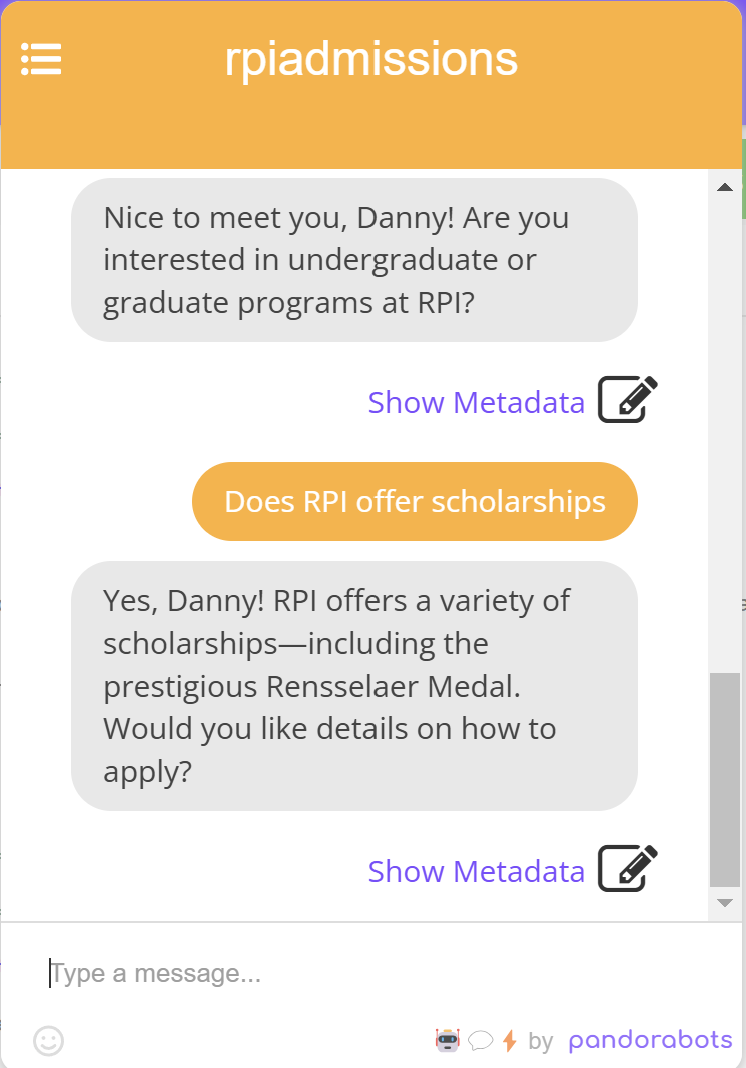 rpiadmissions
Nice to meet you, Danny! Are you
interested in undergraduate or
graduate programs at RPI?
Show Metadata
Does RPI offer scholarships
Yes, Danny! RPI offers a variety of
scholarships—including the
prestigious Rensselaer Medal.
Would you like details on how to
apply?
Show Metadata
Type a message...
by pandorabots